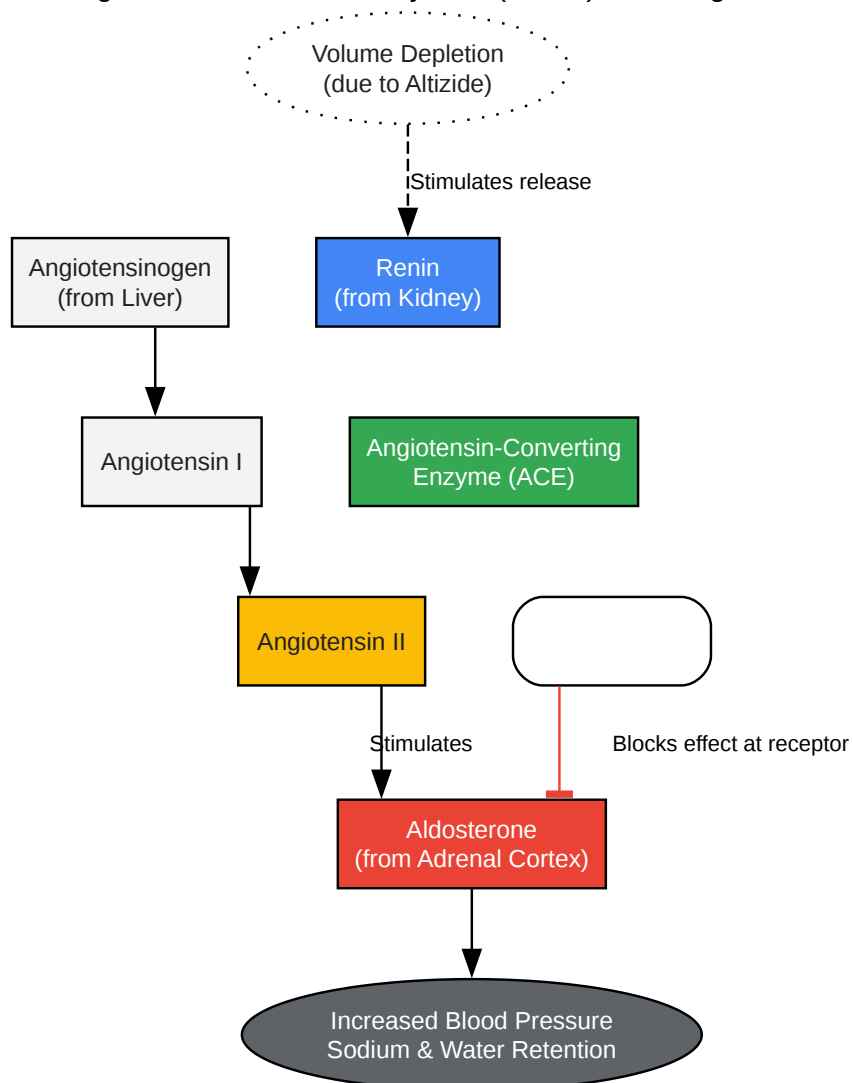 Volume Depletion
(due to Altizide)
Stimulates release
Angiotensinogen
(from Liver)
Renin
(from Kidney)
Angiotensin I
Angiotensin-Converting
Enzyme (ACE)
Angiotensin II
Stimulates
Blocks effect at receptor
Aldosterone
(from Adrenal Cortex)
Increased Blood Pressure
Sodium & Water Retention